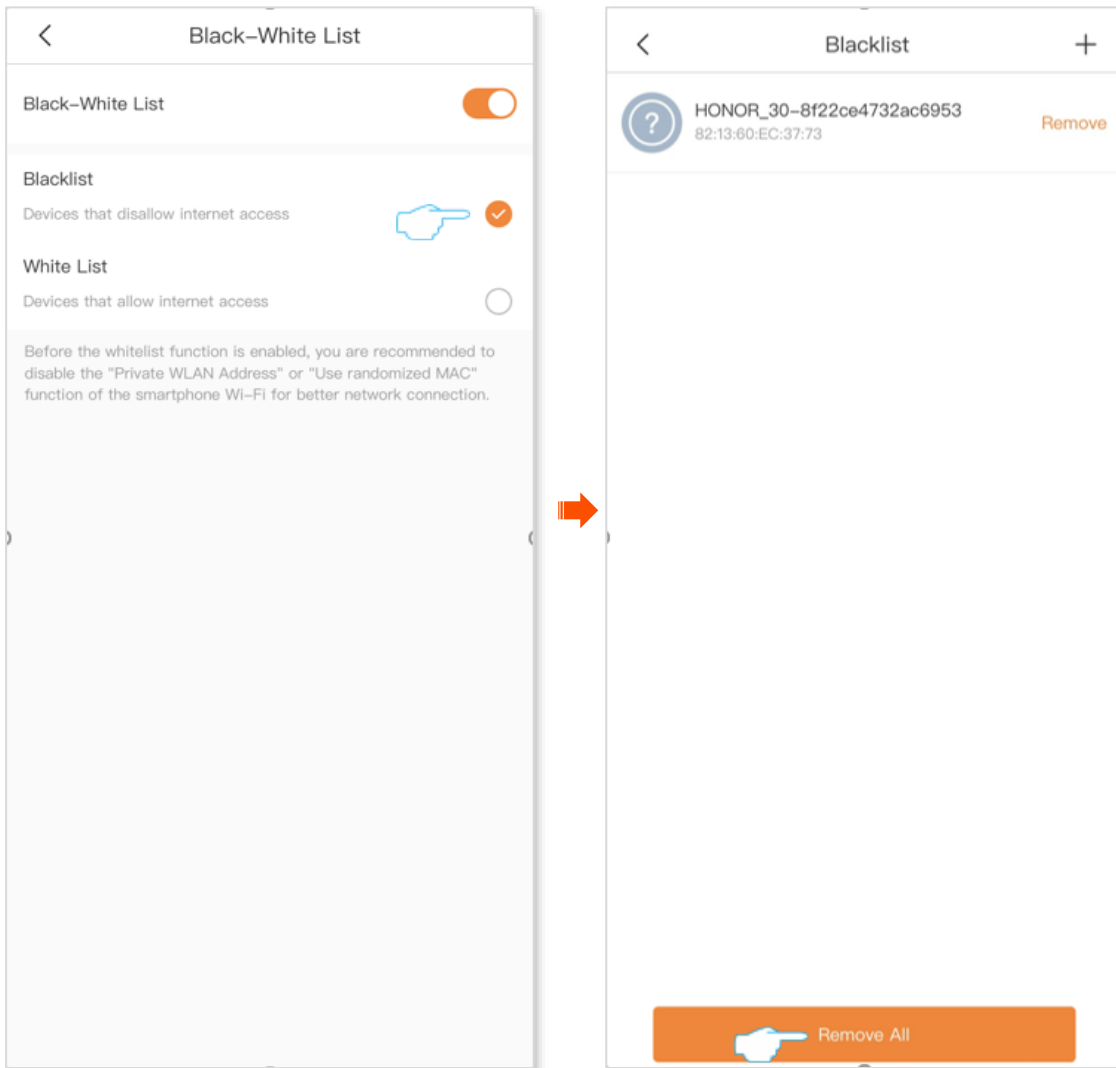 Black–White List
Black–White List
Blacklist
Devices that disallow internet access
White List
Devices that allow internet access
Before the whitelist function is enabled, you are recommended to
disable the "Private WLAN Address" or "Use randomized MAC"
function of the smartphone Wi–Fi for better network connection.
Blacklist
?
HONOR_30–8f22ce4732ac6953
82:13:60:EC:37:73
Remove
Remove All